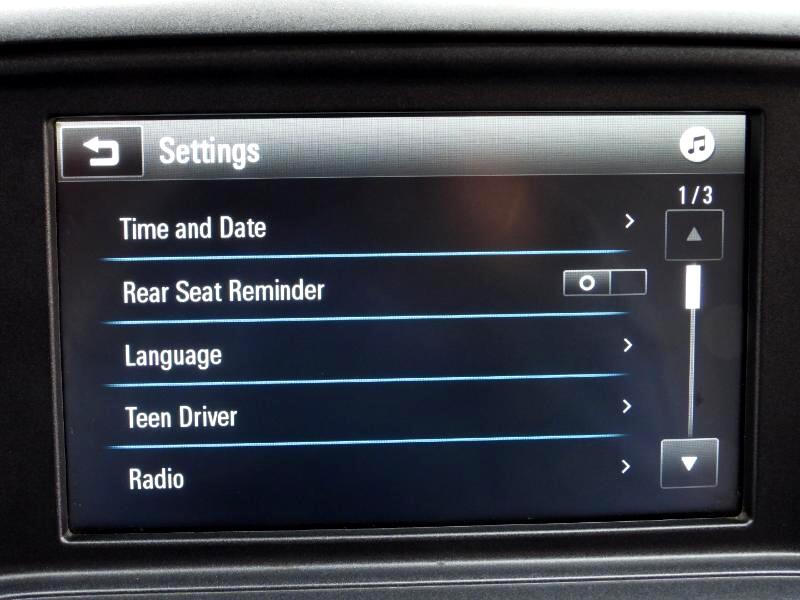 Settings
1/3
Time and Date
Rear Seat Reminder
Language
Teen Driver
Radio